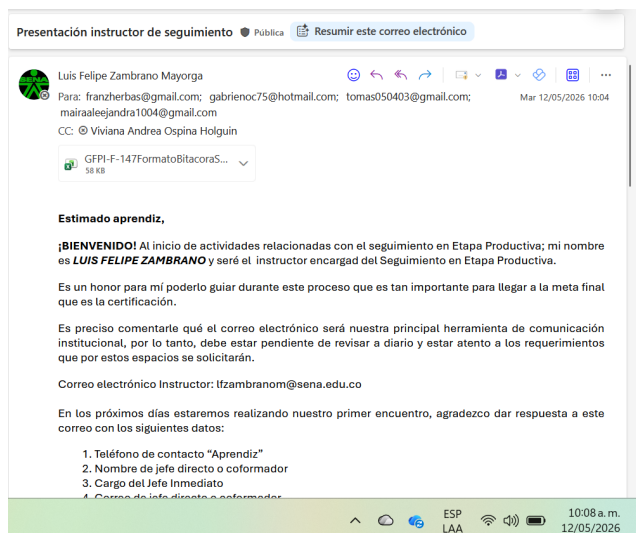 Presentación instructor de seguimiento Pública Resumir este correo electrónico
SENA
Luis Felipe Zambrano Mayorga
Para: franzherbas@gmail.com; gabrienoc75@hotmail.com; tomas050403@gmail.com; Mar 12/05/2026 10:04
mairaaleejandra1004@gmail.com
CC: Viviana Andrea Ospina Holguin
GFPI-F-147FormatoBitacoraS...
58 KB
Estimado aprendiz,
¡BIENVENIDO! Al inicio de actividades relacionadas con el seguimiento en Etapa Productiva; mi nombre
es LUIS FELIPE ZAMBRANO y seré el instructor encargad del Seguimiento en Etapa Productiva.
Es un honor para mí poderlo guiar durante este proceso que es tan importante para llegar a la meta final
que es la certificación.
Es preciso comentarle qué el correo electrónico será nuestra principal herramienta de comunicación
institucional, por lo tanto, debe estar pendiente de revisar a diario y estar atento a los requerimientos
que por estos espacios se solicitarán.
Correo electrónico Instructor: lfzambranom@sena.edu.co
En los próximos días estaremos realizando nuestro primer encuentro, agradezco dar respuesta a este
correo con los siguientes datos:
1. Teléfono de contacto “Aprendiz”
2. Nombre de jefe directo o coformador
3. Cargo del Jefe Inmediato
4. Correo de jefe directo o coformador
ESP
LAA
10:08 a. m.
12/05/2026